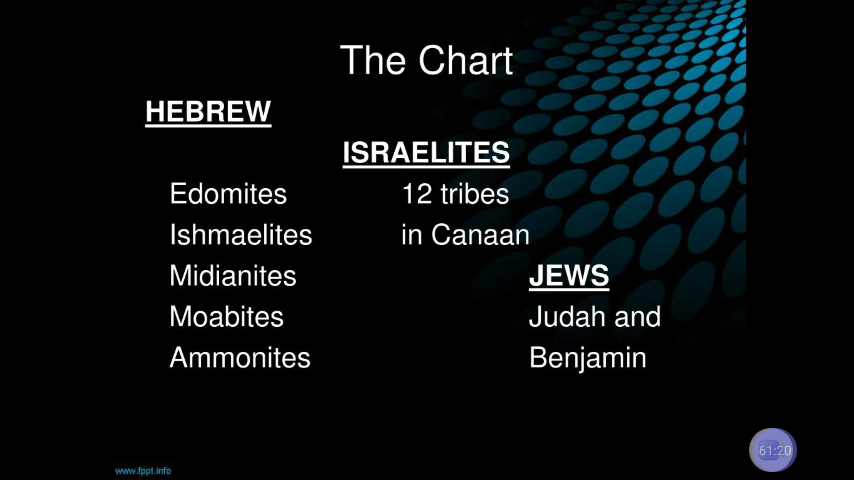 The Chart
HEBREW
ISRAELITES
Edomites 12 tribes
Ishmaelites in Canaan
Midianites JEWS
Moabites Judah and
Ammonites Benjamin
www.fppt.info
61:20